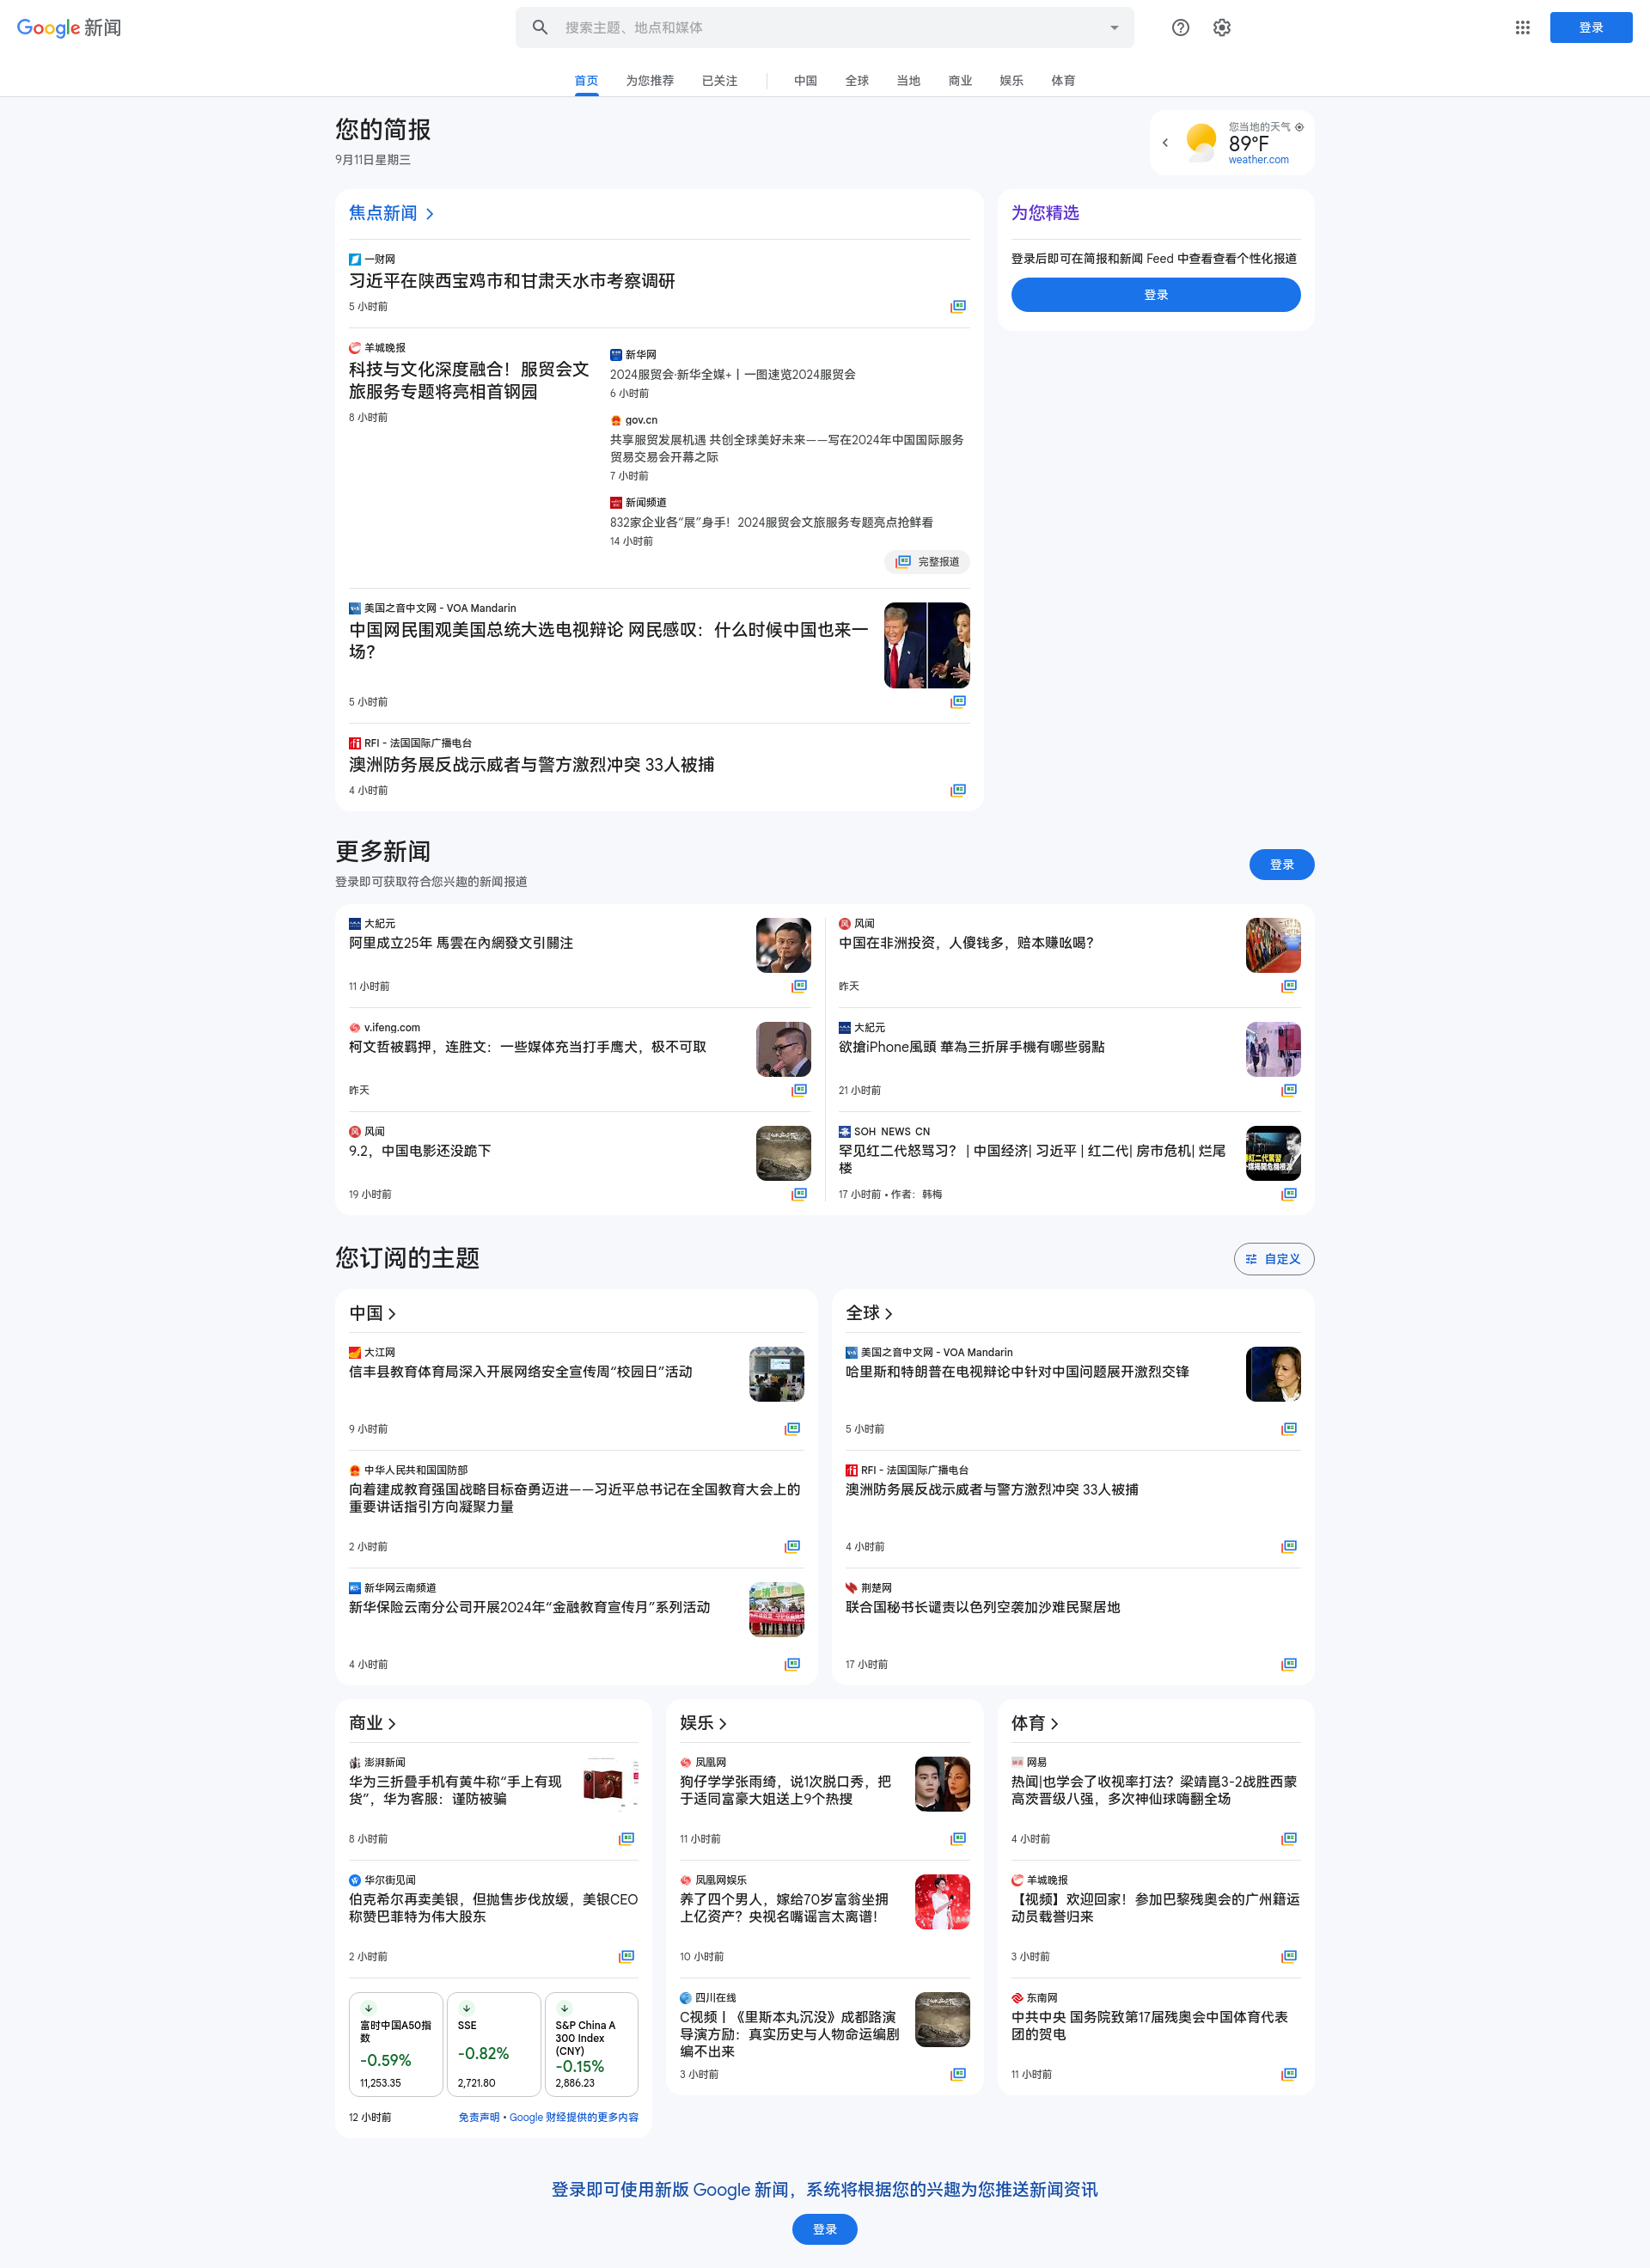 Google 新闻
搜索主题、地点和媒体
登录
首页
为您推荐
已关注
中国
全球
当地
商业
娱乐
体育
您的简报
9月11日星期三
您当地的天气
89°F
weather.com
焦点新闻
一财网
习近平在陕西宝鸡市和甘肃天水市考察调研
5 小时前
羊城晚报
科技与文化深度融合！服贸会文
旅服务专题将亮相首钢园
8 小时前
新华网
2024服贸会·新华全媒+丨一图速览2024服贸会
6 小时前
gov.cn
共享服贸发展机遇 共创全球美好未来——写在2024年中国国际服务
贸易交易会开幕之际
7 小时前
新闻频道
832家企业各“展”身手！2024服贸会文旅服务专题亮点抢鲜看
14 小时前
完整报道
美国之音中文网 - VOA Mandarin
中国网民围观美国总统大选电视辩论 网民感叹：什么时候中国也来一
场？
5 小时前
RFI - 法国国际广播电台
澳洲防务展反战示威者与警方激烈冲突 33人被捕
4 小时前
为您精选
登录后即可在简报和新闻 Feed 中查看查看个性化报道
登录
更多新闻
登录即可获取符合您兴趣的新闻报道
登录
大紀元
阿里成立25年 馬雲在內網發文引關注
11 小时前
风闻
中国在非洲投资，人傻钱多，赔本赚吆喝？
昨天
v.ifeng.com
柯文哲被羁押，连胜文：一些媒体充当打手鹰犬，极不可取
昨天
大紀元
欲搶iPhone風頭 華為三折屏手機有哪些弱點
21 小时前
风闻
9.2，中国电影还没跪下
19 小时前
SOH NEWS CN
罕见红二代怒骂习？ | 中国经济| 习近平 | 红二代| 房市危机| 烂尾
楼
17 小时前 • 作者：韩梅
您订阅的主题
自定义
中国
大江网
信丰县教育体育局深入开展网络安全宣传周“校园日”活动
9 小时前
中华人民共和国国防部
向着建成教育强国战略目标奋勇迈进——习近平总书记在全国教育大会上的
重要讲话指引方向凝聚力量
2 小时前
新华网云南频道
新华保险云南分公司开展2024年“金融教育宣传月”系列活动
4 小时前
全球
美国之音中文网 - VOA Mandarin
哈里斯和特朗普在电视辩论中针对中国问题展开激烈交锋
5 小时前
RFI - 法国国际广播电台
澳洲防务展反战示威者与警方激烈冲突 33人被捕
4 小时前
荆楚网
联合国秘书长谴责以色列空袭加沙难民聚居地
17 小时前
商业
澎湃新闻
华为三折叠手机有黄牛称“手上有现
货”，华为客服：谨防被骗
8 小时前
华尔街见闻
伯克希尔再卖美银，但抛售步伐放缓，美银CEO
称赞巴菲特为伟大股东
2 小时前
富时中国A50指
数
-0.59%
11,253.35
SSE
-0.82%
2,721.80
S&P China A
300 Index
(CNY)
-0.15%
2,886.23
12 小时前
免责声明 • Google 财经提供的更多内容
娱乐
凤凰网
狗仔学学张雨绮，说1次脱口秀，把
于适同富豪大姐送上9个热搜
11 小时前
凤凰网娱乐
养了四个男人，嫁给70岁富翁坐拥
上亿资产？央视名嘴谣言太离谱！
10 小时前
四川在线
C视频丨《里斯本丸沉没》成都路演
导演方励：真实历史与人物命运编剧
编不出来
3 小时前
体育
网易
热闻|也学会了收视率打法？梁靖崑3-2战胜西蒙
高茨晋级八强，多次神仙球嗨翻全场
4 小时前
羊城晚报
【视频】欢迎回家！参加巴黎残奥会的广州籍运
动员载誉归来
3 小时前
东南网
中共中央 国务院致第17届残奥会中国体育代表
团的贺电
11 小时前
登录即可使用新版 Google 新闻，系统将根据您的兴趣为您推送新闻资讯
登录